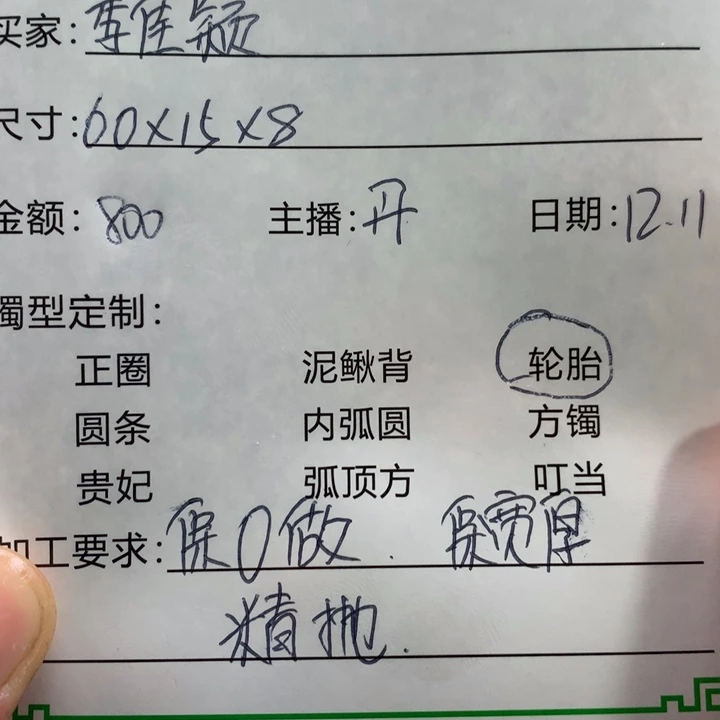 买家: 李佳颖
尺寸: 60×15×8
金额: 800 主播: 丹 日期: 12.11
镯型定制:
正圈 泥鳅背 轮胎
圆条 内弧圆 方镯
贵妃 弧顶方 叮当
加工要求: 保0做. 保宽厚
精抛.